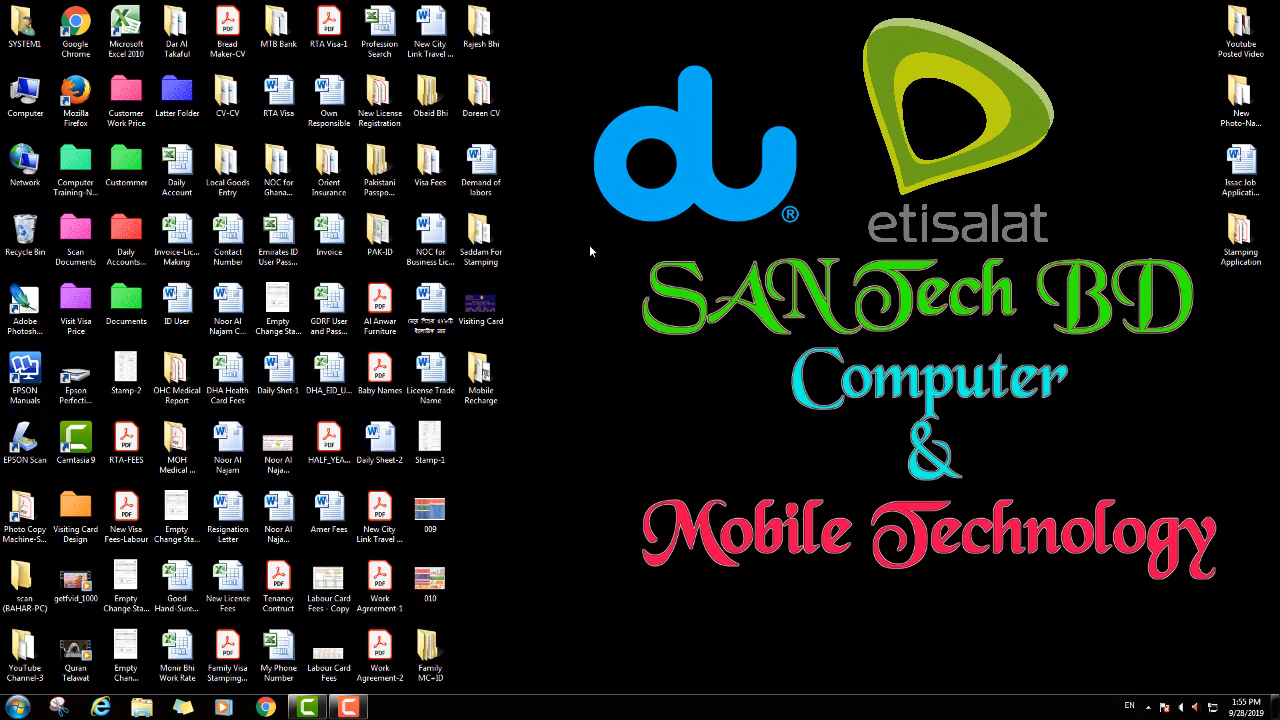 SYSTEM1
Google Chrome
Microsoft Excel 2010
Dar Al Takaful
Bread Maker-CV
MTB Bank
RTA Visa-1
Profession Search
New City Link Travel ...
Rajesh Bhi
Youtube Posted Video
Computer
Mozilla Firefox
Customer Work Price
Latter Folder
CV-CV
RTA Visa
Own Responsible
New License Registration
Obaid Bhi
Doreen CV
New Photo-Na...
Network
Computer Training-N...
Custommer
Daily Account
Local Goods Entry
NOC for Ghana...
Orient Insurance
Pakistani Passpo...
Visa Fees
Demand of labors
Issac Job Applicati...
Recycle Bin
Scan Documents
Daily Accounts...
Invoice-Lic... Making
Contact Number
Emirates ID User Pass...
Invoice
PAK-ID
NOC for Business Lic...
Saddam For Stamping
Stamping Application
Adobe Photosh...
Visit Visa Price
Documents
ID User
Noor Al Najam C...
Empty Change Sta...
GDRF User and Pass...
Al Anwar Furniture
Visiting Card
EPSON Manuals
Epson Perfecti...
Stamp-2
OHC Medical Report
DHA Health Card Fees
Daily Shet-1
DHA_EID_U...
Baby Names
License Trade Name
Mobile Recharge
EPSON Scan
Camtasia 9
RTA-FEES
MOH Medical ...
Noor Al Najam
Noor Al Naja...
HALF_YEA...
Daily Sheet-2
Stamp-1
Photo Copy Machine-S...
Visiting Card Design
New Visa Fees-Labour
Empty Change Sta...
Resignation Letter
Noor Al Naja...
Amer Fees
New City Link Travel ...
009
scan (BAHAR-PC)
getfvid_1000
Empty Change Sta...
Good Hand-Sure...
New License Fees
Tenancy Contract
Labour Card Fees - Copy
Work Agreement-1
010
YouTube Channel-3
Quran Telawat
Empty Chan...
Monir Bhi Work Rate
Family Visa Stamping...
My Phone Number
Labour Card Fees
Work Agreement-2
Family MC+ID
du ®
etisalat
SAN Tech BD
Computer
&
Mobile Technology
EN
1:55 PM
9/28/2019